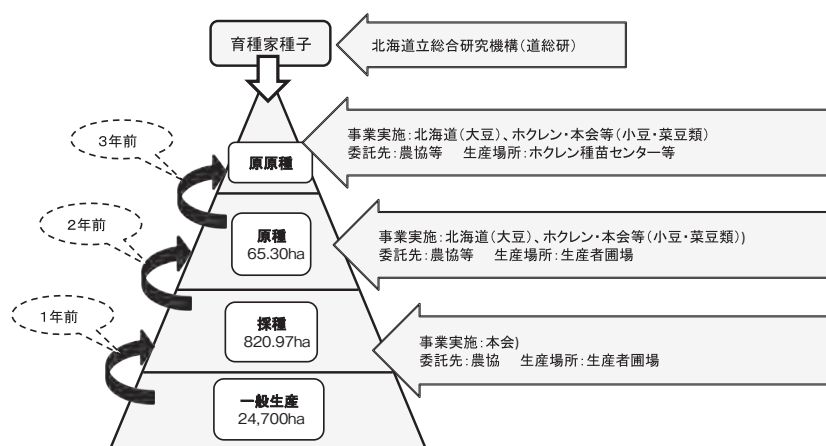 育種家種子
北海道立総合研究機構(道総研)
3年前
事業実施:北海道(大豆)、ホクレン・本会等(小豆・菜豆類)
委託先:農協等　生産場所:ホクレン種苗センター等
原原種
2年前
原種
65.30ha
事業実施:北海道(大豆)、ホクレン・本会等(小豆・菜豆類))
委託先:農協等　生産場所:生産者圃場
1年前
採種
820.97ha
事業実施:本会)
委託先:農協　生産場所:生産者圃場
一般生産
24,700ha